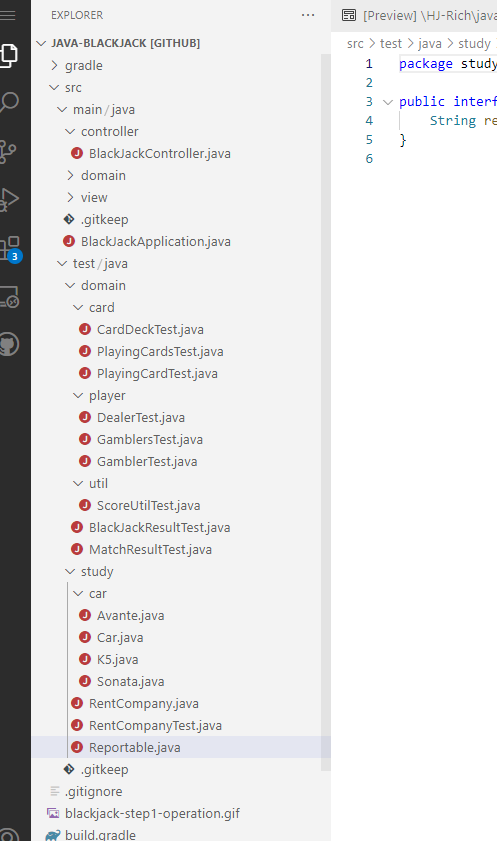 EXPLORER
JAVA-BLACKJACK [GITHUB]
gradle
src
main / java
controller
BlackJackController.java
domain
view
.gitkeep
BlackJackApplication.java
test / java
domain
card
CardDeckTest.java
PlayingCardsTest.java
PlayingCardTest.java
player
DealerTest.java
GamblersTest.java
GamblerTest.java
util
ScoreUtilTest.java
BlackJackResultTest.java
MatchResultTest.java
study
car
Avante.java
Car.java
K5.java
Sonata.java
RentCompany.java
RentCompanyTest.java
Reportable.java
.gitkeep
.gitignore
blackjack-step1-operation.gif
build.gradle
3
[Preview] \HJ-Rich\java
src > test > java > study
1 package study
2
3 public interf
4 String re
5 }
6